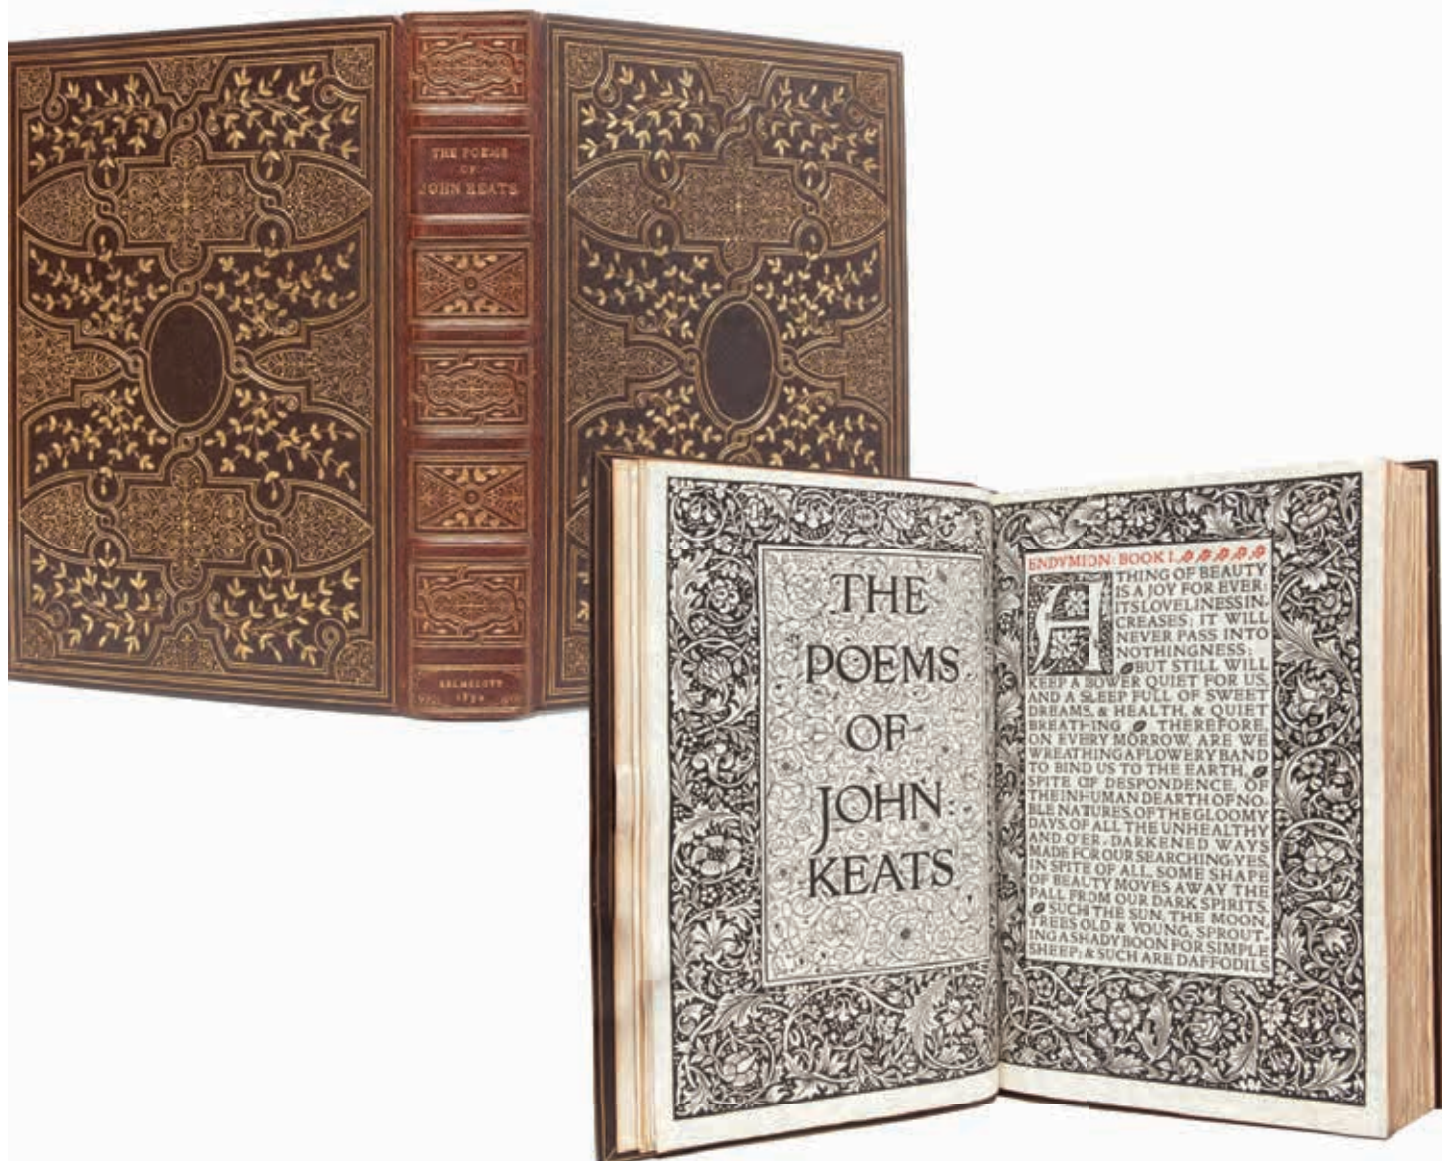 THE POEMS
OF
JOHN KEATS
KELMSCOTT
THE
POEMS
OF
JOHN
KEATS
ENDYMION: BOOK I.
A THING OF BEAUTY
IS A JOY FOR EVER:
ITS LOVELINESS IN-
CREASES; IT WILL
NEVER PASS INTO
NOTHINGNESS;
BUT STILL WILL
KEEP A BOWER QUIET FOR US,
AND A SLEEP FULL OF SWEET
DREAMS, & HEALTH, & QUIET
BREATHING THEREFORE,
ON EVERY MORROW, ARE WE
WREATHING A FLOWERY BAND
TO BIND US TO THE EARTH,
SPITE OF DESPONDENCE, OF
THE INHUMAN DEARTH OF NO-
BLE NATURES, OF THE GLOOMY
DAYS, OF ALL THE UNHEALTHY
AND O'ER-DARKENED WAYS
MADE FOR OUR SEARCHING: YES,
IN SPITE OF ALL, SOME SHAPE
OF BEAUTY MOVES AWAY THE
PALL FROM OUR DARK SPIRITS.
SUCH THE SUN, THE MOON,
TREES OLD & YOUNG, SPROUT-
ING A SHADY BOON FOR SIMPLE
SHEEP; & SUCH ARE DAFFODILS